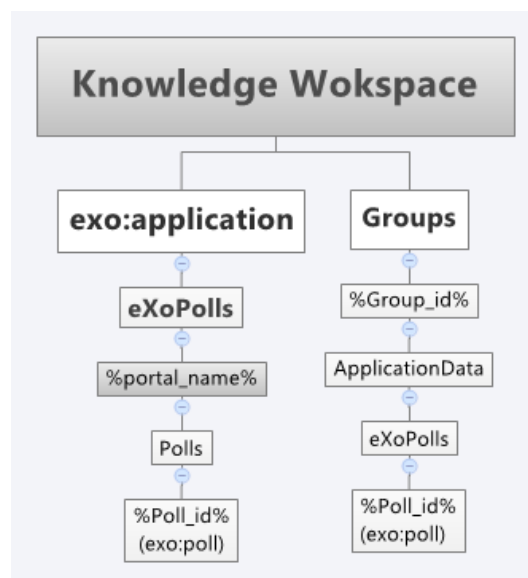 Knowledge Wokspace
exo:application
Groups
eXoPolls
%Group_id%
%portal_name%
ApplicationData
Polls
eXoPolls
%Poll_id%
(exo:poll)
%Poll_id%
(exo:poll)